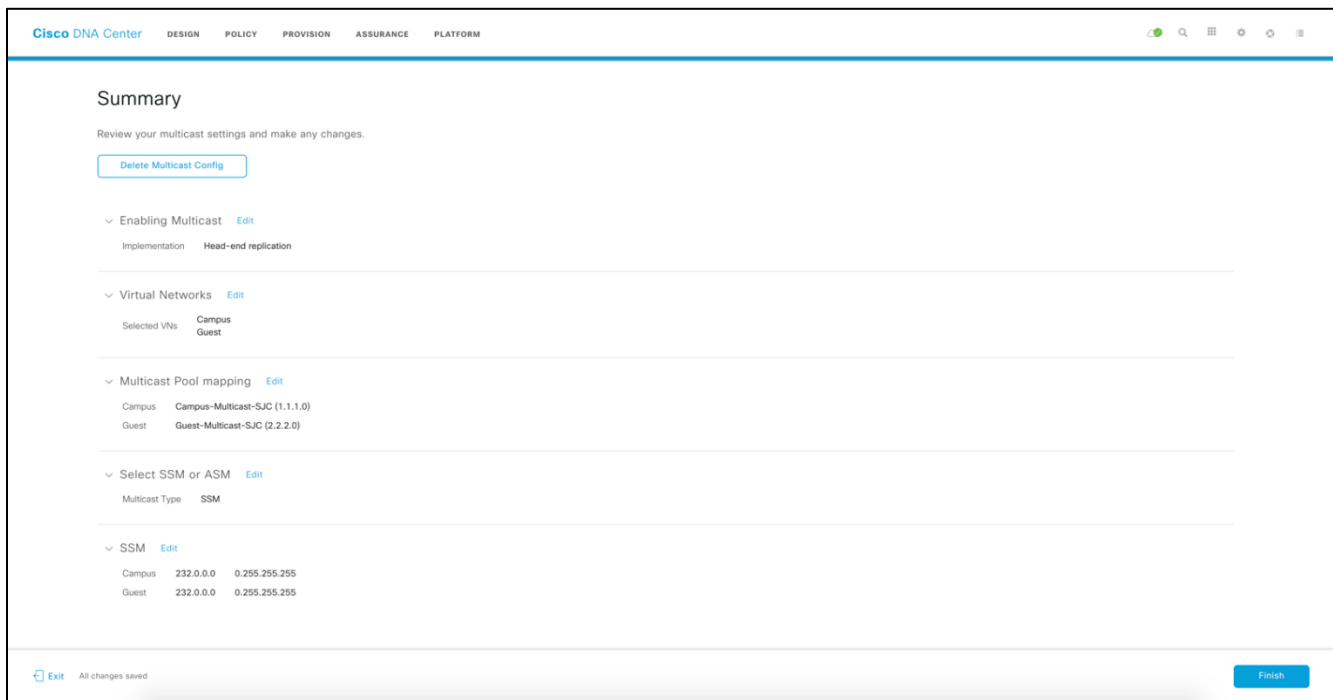 Cisco DNA Center DESIGN POLICY PROVISION ASSURANCE PLATFORM
Summary
Review your multicast settings and make any changes.
Delete Multicast Config
Enabling Multicast Edit
Implementation Head-end replication
Virtual Networks Edit
Selected VNs Campus
Guest
Multicast Pool mapping Edit
Campus Campus-Multicast-SJC (1.1.1.0)
Guest Guest-Multicast-SJC (2.2.2.0)
Select SSM or ASM Edit
Multicast Type SSM
SSM Edit
Campus 232.0.0.0 0.255.255.255
Guest 232.0.0.0 0.255.255.255
Exit All changes saved Finish